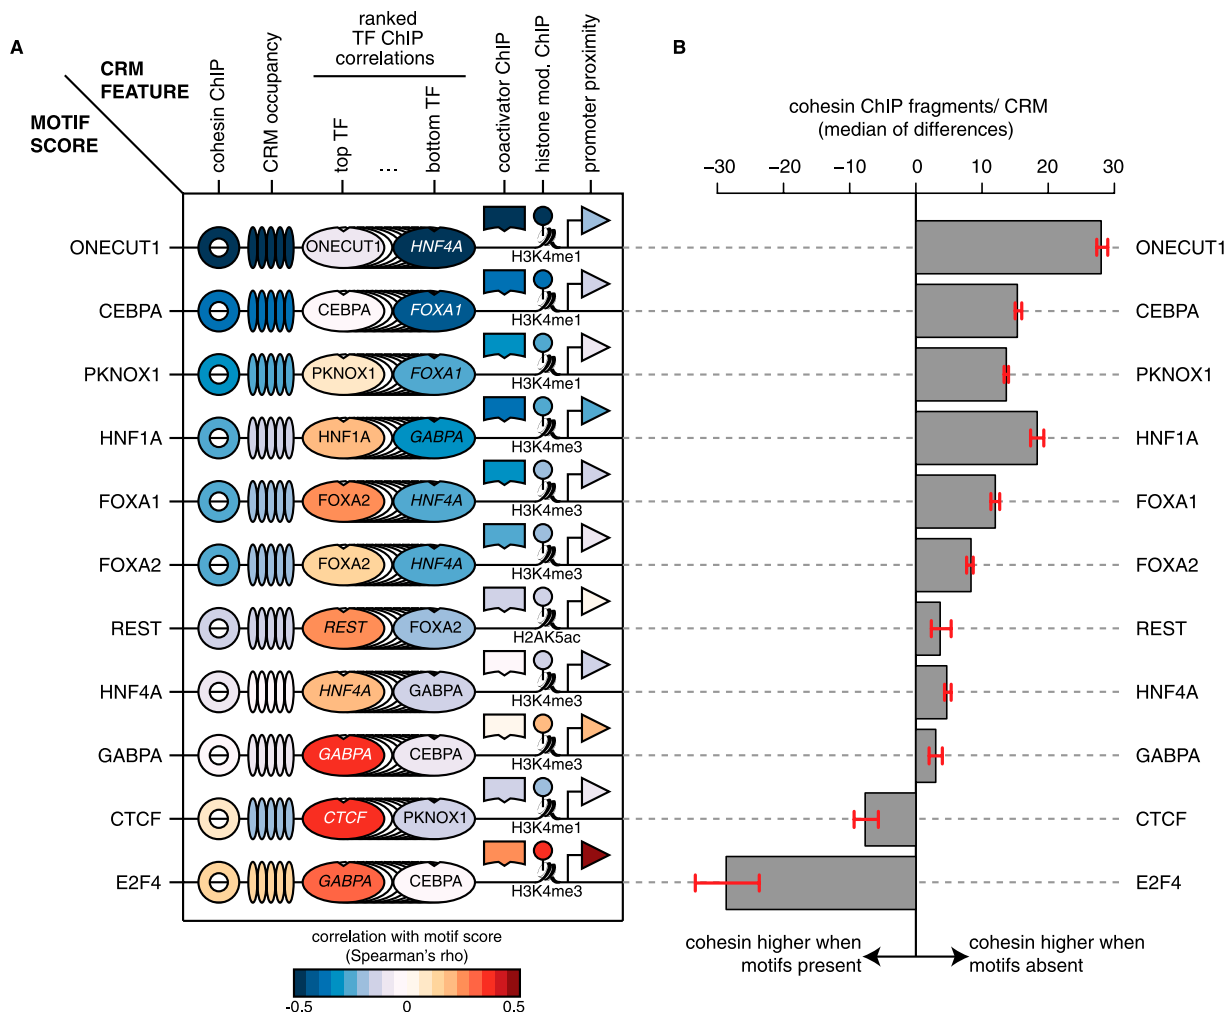 A
CRM
FEATURE
MOTIF
SCORE
cohesin ChIP
CRM occupancy
ranked
TF ChIP
correlations
top TF
...
bottom TF
coactivator ChIP
histone mod. ChIP
promoter proximity
ONECUT1 ONECUT1 HNF4A H3K4me1
CEBPA CEBPA FOXA1 H3K4me1
PKNOX1 PKNOX1 FOXA1 H3K4me1
HNF1A HNF1A GABPA H3K4me3
FOXA1 FOXA2 HNF4A H3K4me3
FOXA2 FOXA2 HNF4A H3K4me3
REST REST FOXA2 H2AK5ac
HNF4A HNF4A GABPA H3K4me3
GABPA GABPA CEBPA H3K4me3
CTCF CTCF PKNOX1 H3K4me1
E2F4 GABPA CEBPA H3K4me3
correlation with motif score
(Spearman's rho)
-0.5 0 0.5
B
cohesin ChIP fragments/ CRM
(median of differences)
−30 −20 −10 0 10 20 30
ONECUT1
CEBPA
PKNOX1
HNF1A
FOXA1
FOXA2
REST
HNF4A
GABPA
CTCF
E2F4
cohesin higher when
motifs present
cohesin higher when
motifs absent